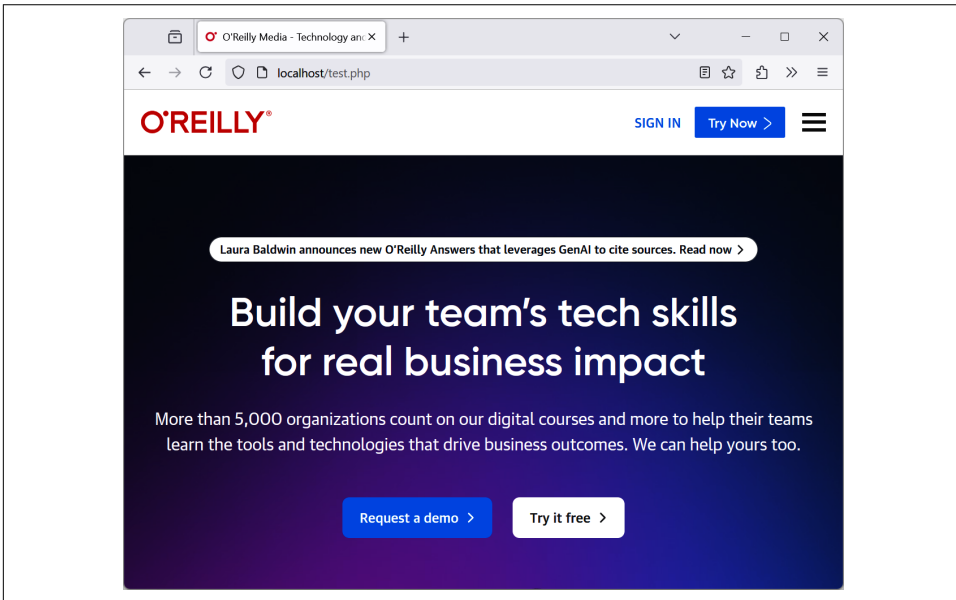 O'Reilly Media - Technology and
localhost/test.php
O'REILLY®
SIGN IN
Try Now
Laura Baldwin announces new O'Reilly Answers that leverages GenAI to cite sources. Read now
Build your team's tech skills
for real business impact
More than 5,000 organizations count on our digital courses and more to help their teams
learn the tools and technologies that drive business outcomes. We can help yours too.
Request a demo
Try it free